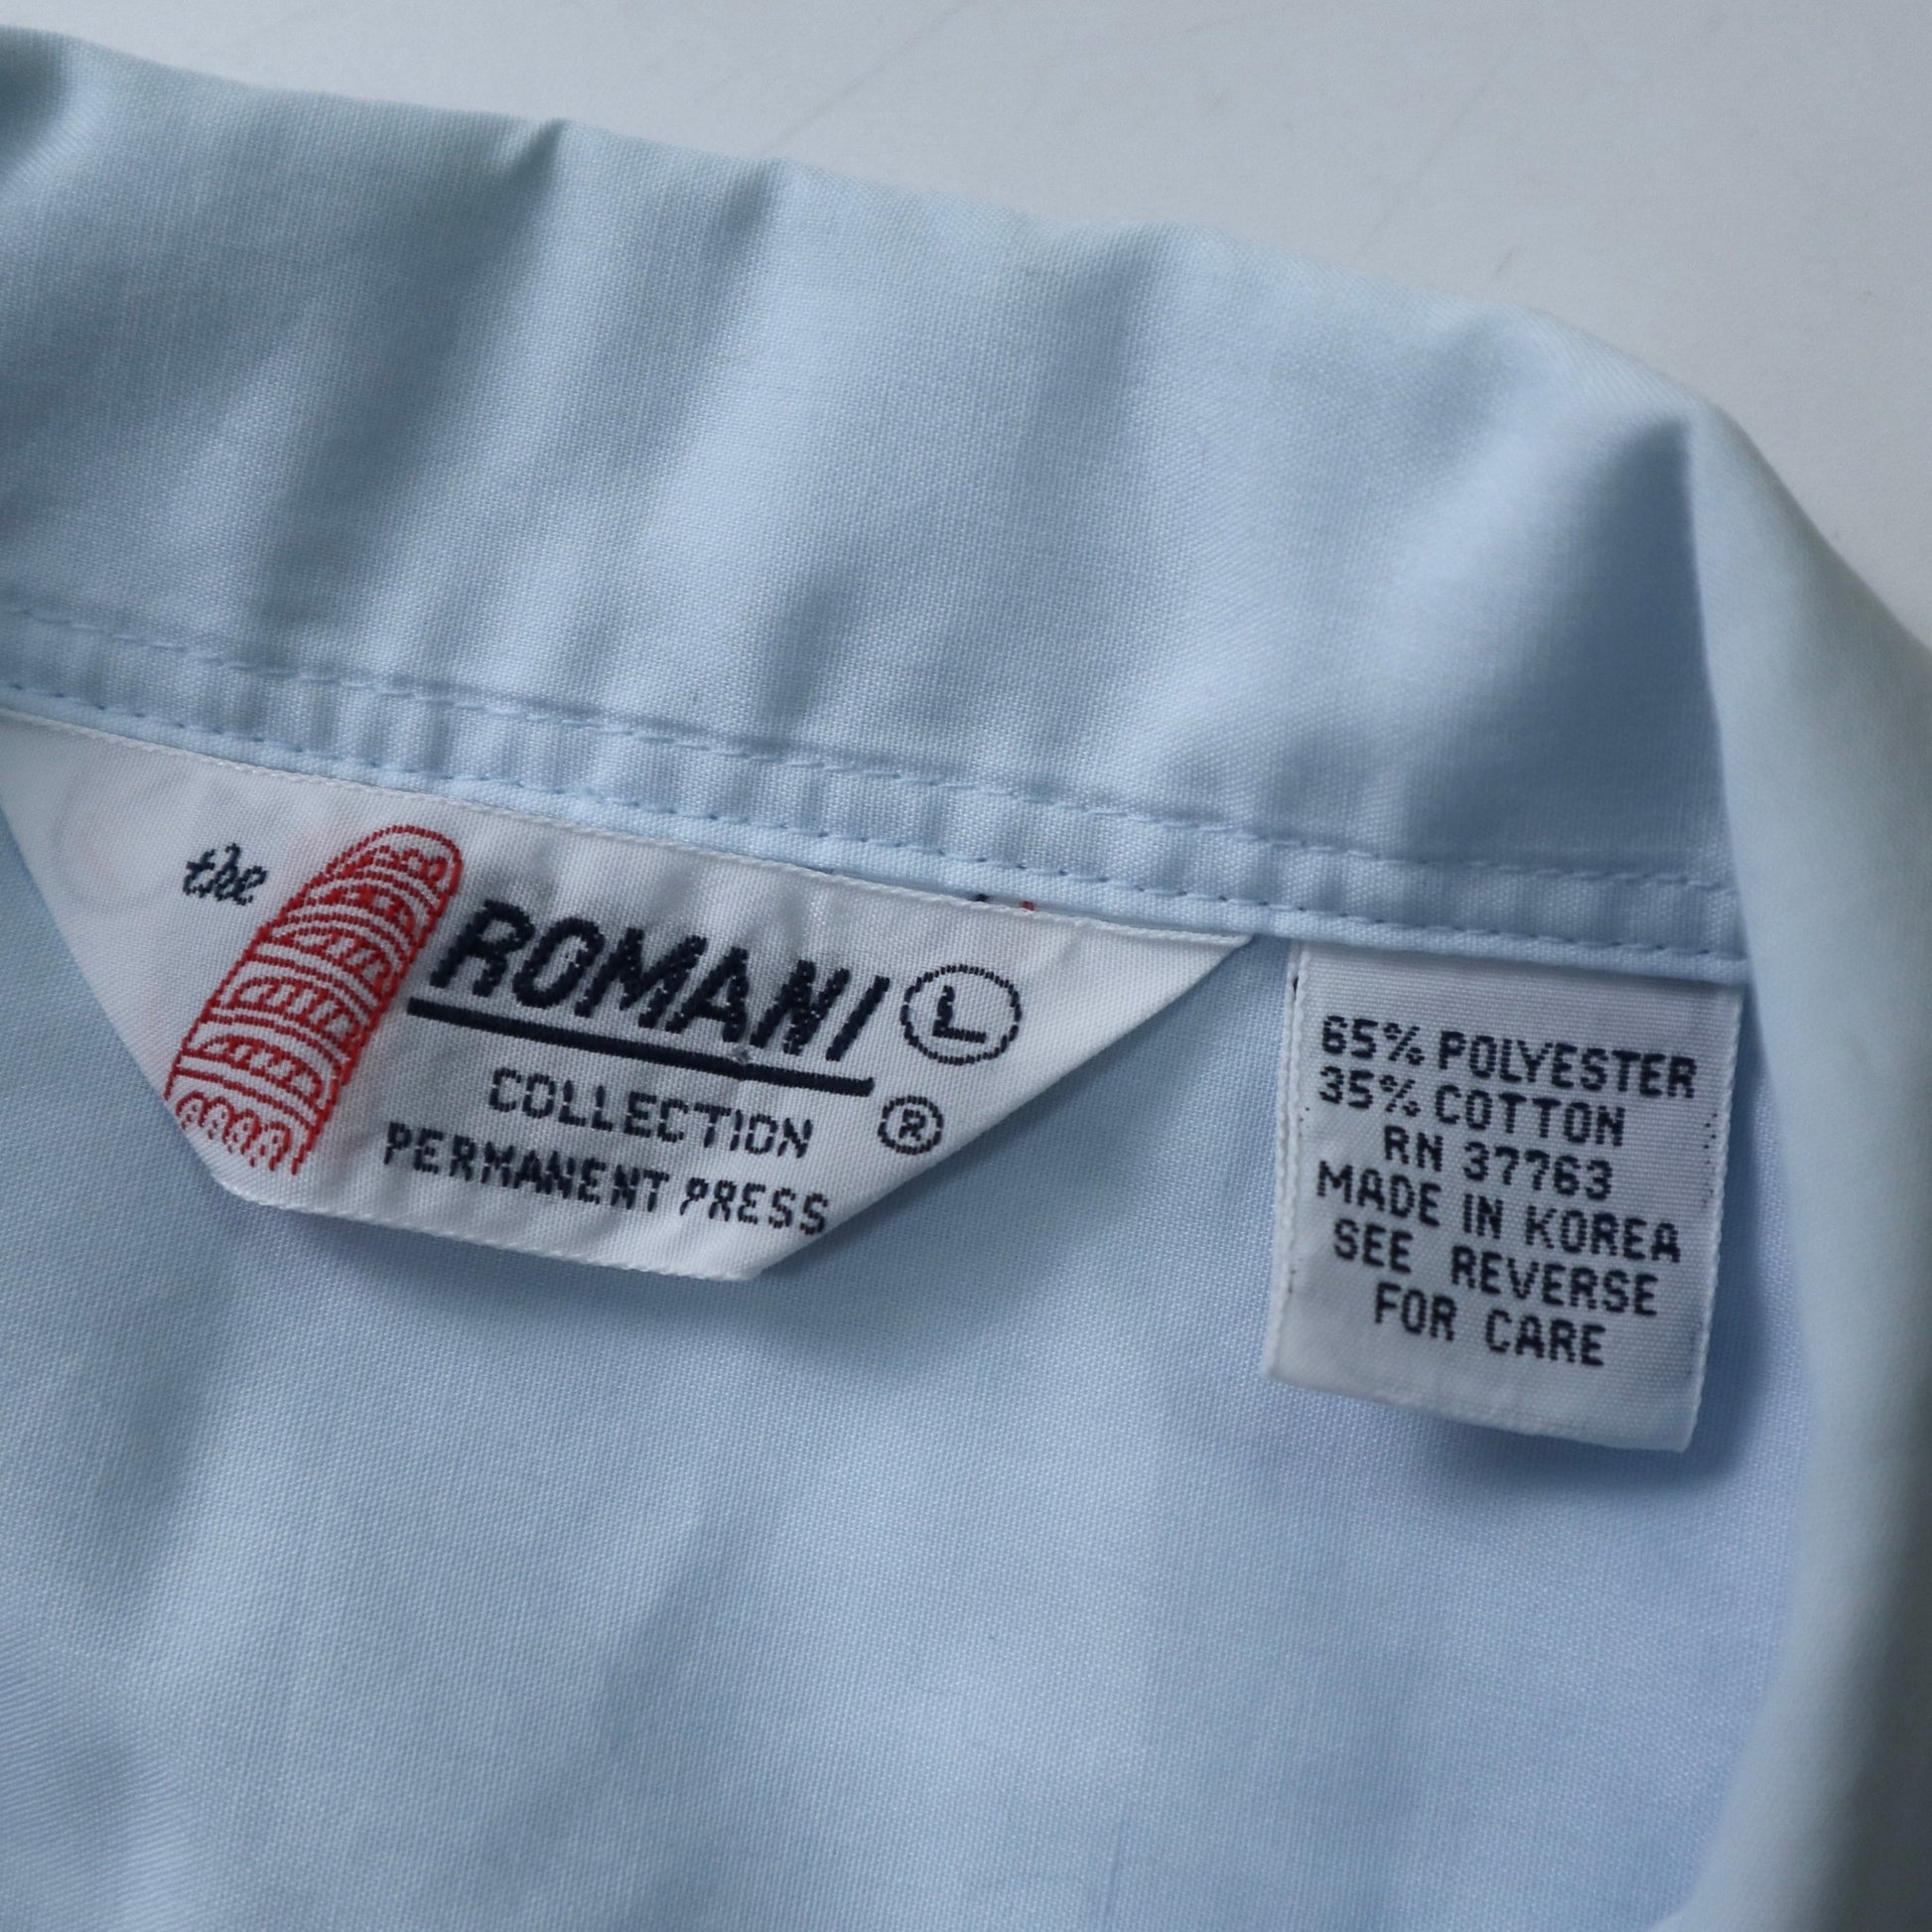 the ROMANI L
COLLECTION ®
PERMANENT PRESS
65% POLYESTER
35% COTTON
RN 37763
MADE IN KOREA
SEE REVERSE
FOR CARE